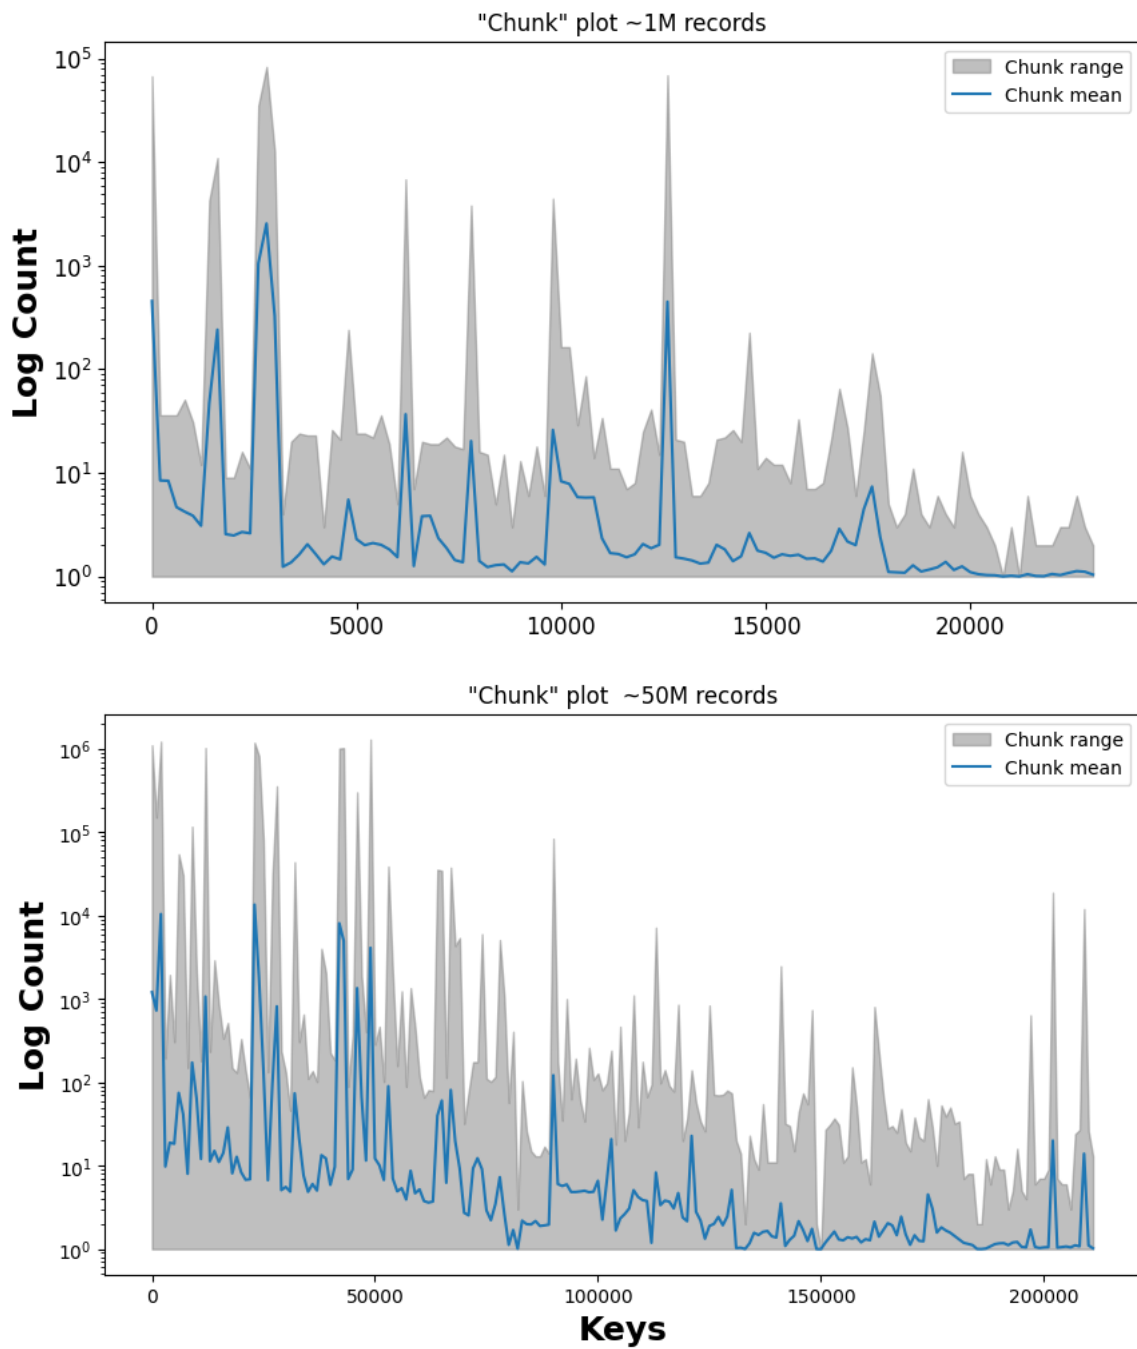 "Chunk" plot ~1M records
Chunk range
Chunk mean
10^5
10^4
10^3
10^2
10^1
10^0
Log Count
0 5000 10000 15000 20000
"Chunk" plot ~50M records
Chunk range
Chunk mean
10^6
10^5
10^4
10^3
10^2
10^1
10^0
Log Count
0 50000 100000 150000 200000
Keys